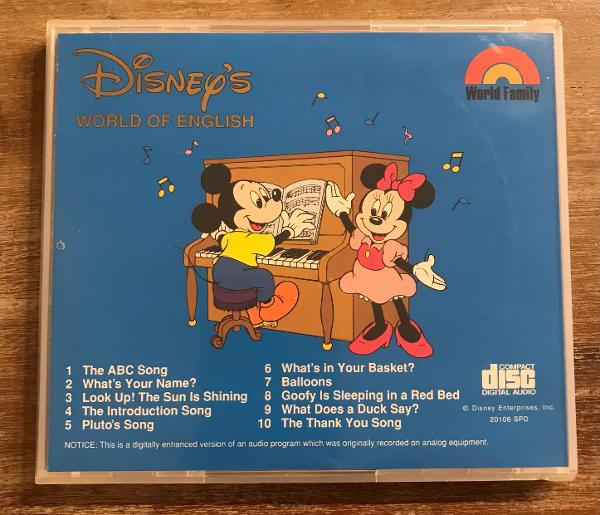 Disney's
WORLD OF ENGLISH
World Family
1 The ABC Song
2 What's Your Name?
3 Look Up! The Sun Is Shining
4 The Introduction Song
5 Pluto's Song
6 What's in Your Basket?
7 Balloons
8 Goofy Is Sleeping in a Red Bed
9 What Does a Duck Say?
10 The Thank You Song
COMPACT
disc
DIGITAL AUDIO
© Disney Enterprises, Inc.
20106 SPD
NOTICE: This is a digitally enhanced version of an audio program which was originally recorded on analog equipment.